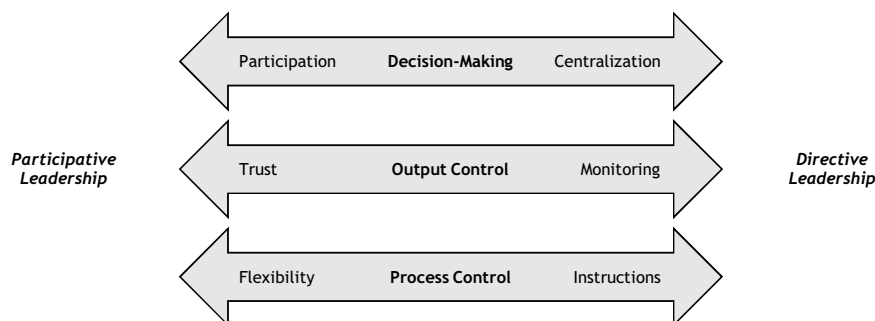 Participation Decision-Making Centralization
Participative
Leadership
Trust Output Control Monitoring
Directive
Leadership
Flexibility Process Control Instructions